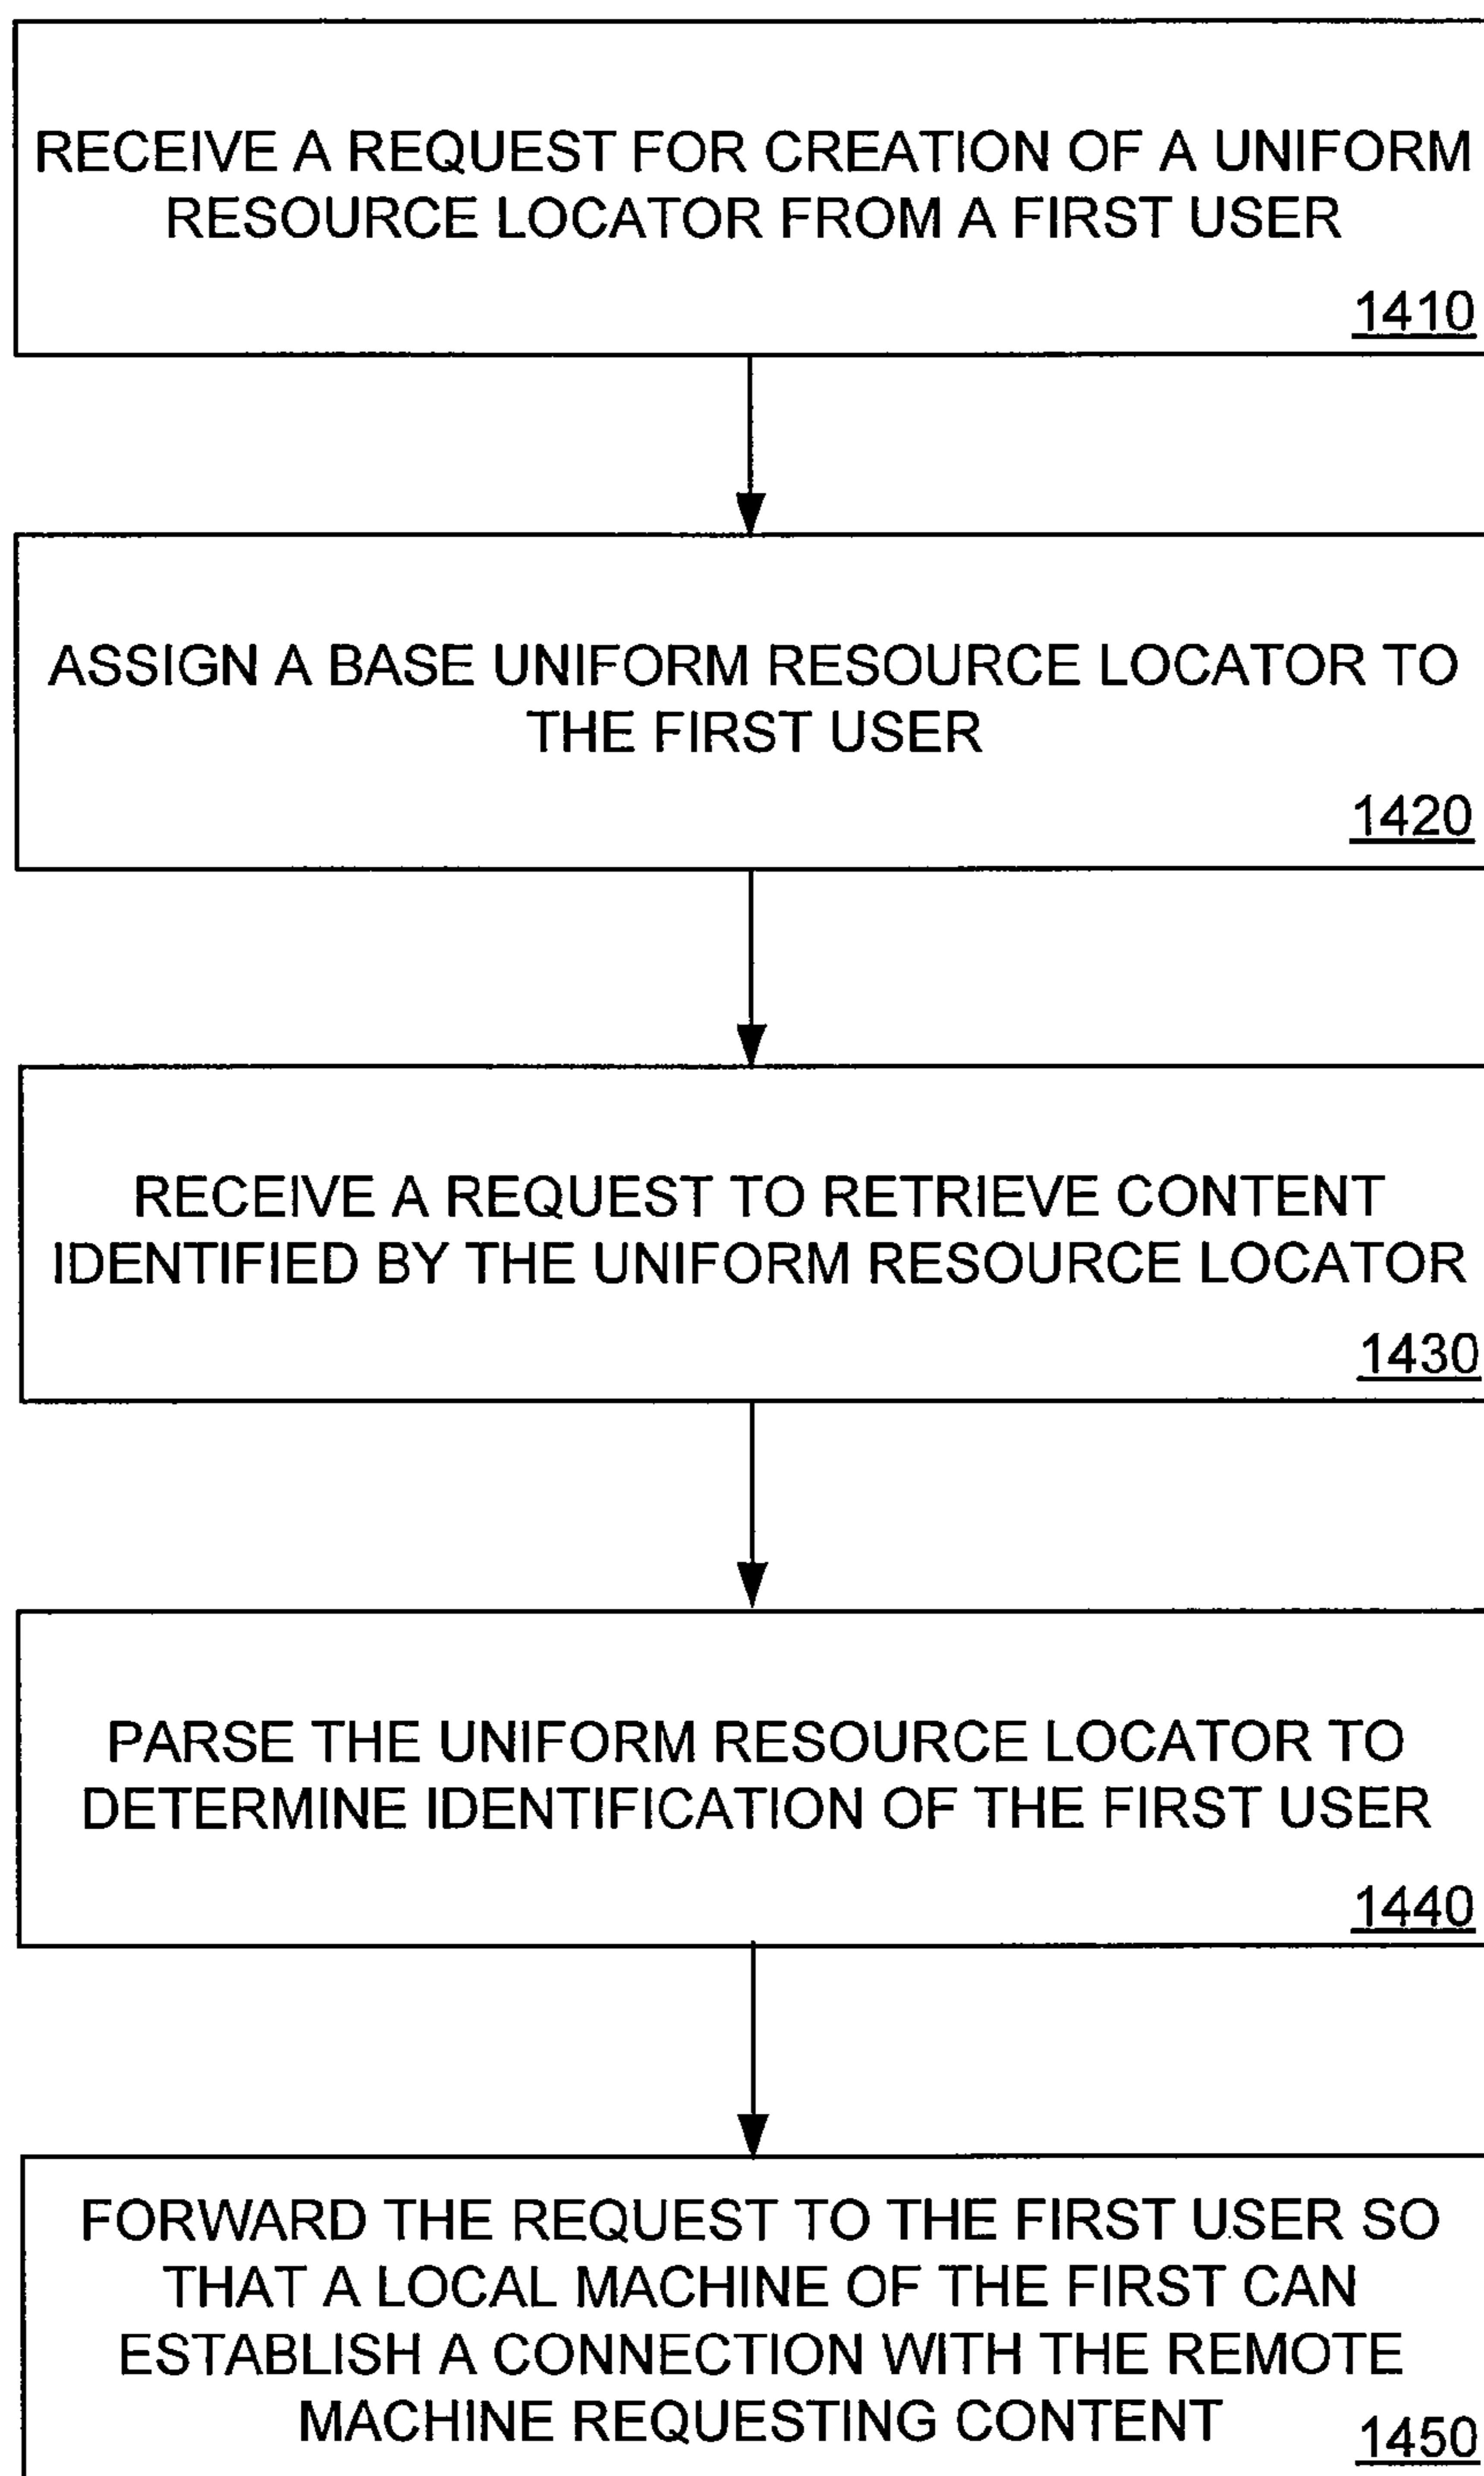 RECEIVE A REQUEST FOR CREATION OF A UNIFORM
RESOURCE LOCATOR FROM A FIRST USER
1410
ASSIGN A BASE UNIFORM RESOURCE LOCATOR TO
THE FIRST USER
1420
RECEIVE A REQUEST TO RETRIEVE CONTENT
IDENTIFIED BY THE UNIFORM RESOURCE LOCATOR
1430
PARSE THE UNIFORM RESOURCE LOCATOR TO
DETERMINE IDENTIFICATION OF THE FIRST USER
1440
FORWARD THE REQUEST TO THE FIRST USER SO
THAT A LOCAL MACHINE OF THE FIRST CAN
ESTABLISH A CONNECTION WITH THE REMOTE
MACHINE REQUESTING CONTENT
1450